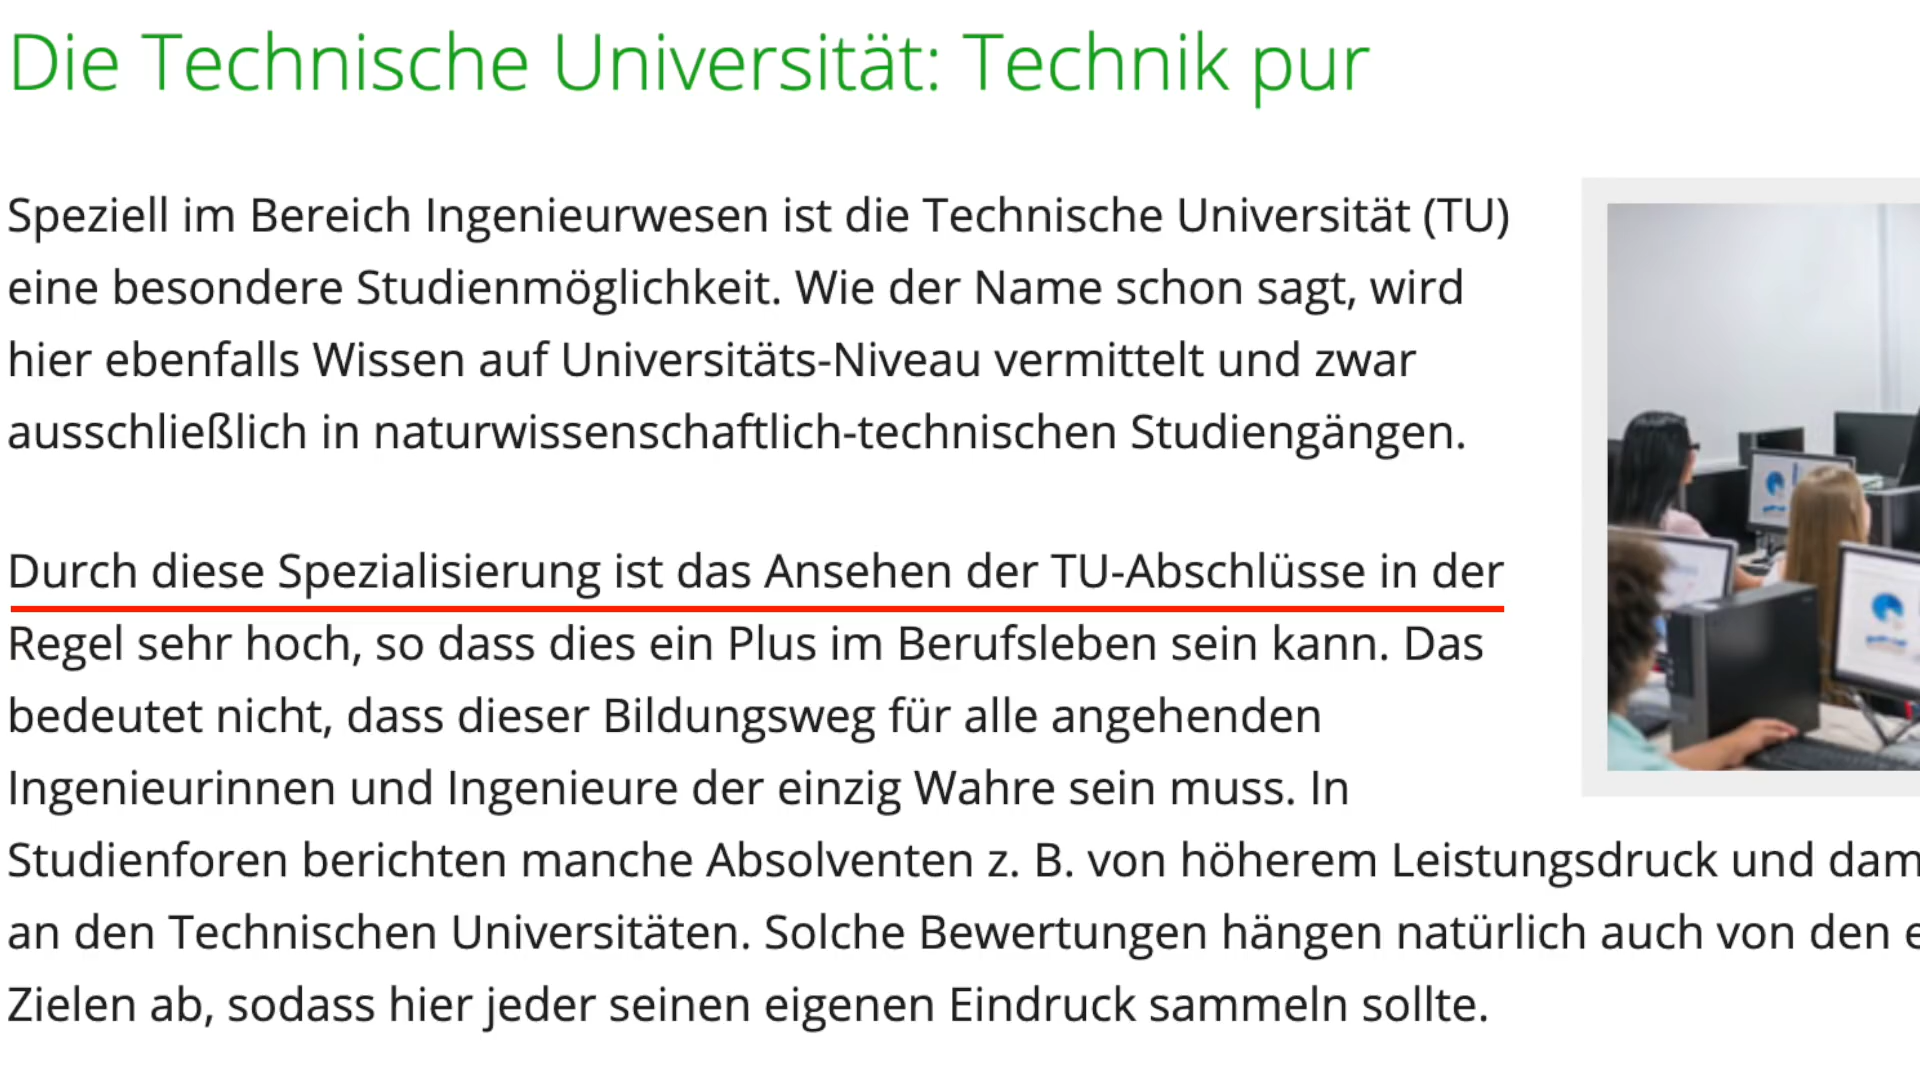 Die Technische Universität: Technik pur
Speziell im Bereich Ingenieurwesen ist die Technische Universität (TU)
eine besondere Studienmöglichkeit. Wie der Name schon sagt, wird
hier ebenfalls Wissen auf Universitäts-Niveau vermittelt und zwar
ausschließlich in naturwissenschaftlich-technischen Studiengängen.
Durch diese Spezialisierung ist das Ansehen der TU-Abschlüsse in der
Regel sehr hoch, so dass dies ein Plus im Berufsleben sein kann. Das
bedeutet nicht, dass dieser Bildungsweg für alle angehenden
Ingenieurinnen und Ingenieure der einzig Wahre sein muss. In
Studienforen berichten manche Absolventen z. B. von höherem Leistungsdruck und
an den Technischen Universitäten. Solche Bewertungen hängen natürlich auch von den
Zielen ab, sodass hier jeder seinen eigenen Eindruck sammeln sollte.